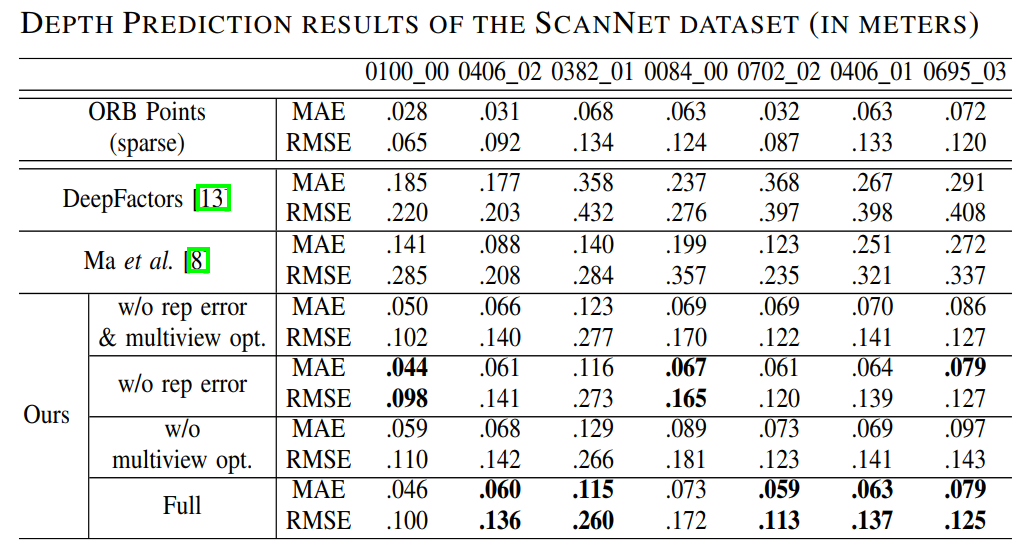 DEPTH PREDICTION RESULTS OF THE SCANNET DATASET (IN METERS)
0100_00 0406_02 0382_01 0084_00 0702_02 0406_01 0695_03
ORB Points (sparse)
MAE .028 .031 .068 .063 .032 .063 .072
RMSE .065 .092 .134 .124 .087 .133 .120
DeepFactors [13]
MAE .185 .177 .358 .237 .368 .267 .291
RMSE .220 .203 .432 .276 .397 .398 .408
Ma et al. [8]
MAE .141 .088 .140 .199 .123 .251 .272
RMSE .285 .208 .284 .357 .235 .321 .337
Ours
w/o rep error & multiview opt.
MAE .050 .066 .123 .069 .069 .070 .086
RMSE .102 .140 .277 .170 .122 .141 .127
w/o rep error
MAE .044 .061 .116 .067 .061 .064 .079
RMSE .098 .141 .273 .165 .120 .139 .127
w/o multiview opt.
MAE .059 .068 .129 .089 .073 .069 .097
RMSE .110 .142 .266 .181 .123 .141 .143
Full
MAE .046 .060 .115 .073 .059 .063 .079
RMSE .100 .136 .260 .172 .113 .137 .125